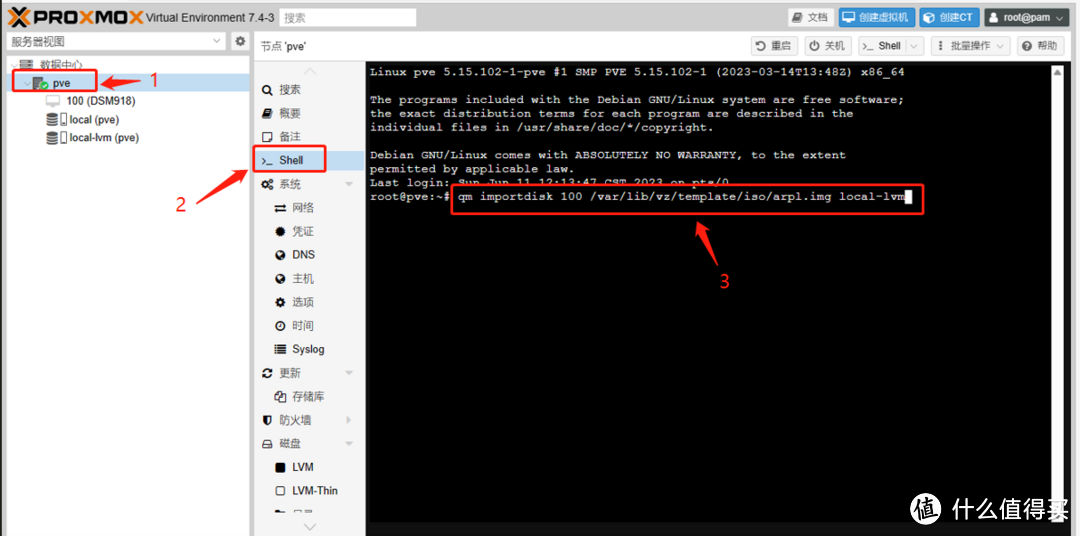 PROXMOX Virtual Environment 7.4-3 搜索 文档 创建虚拟机 创建CT root@pam
服务器视图
数据中心
pve
100 (DSM918)
local (pve)
local-lvm (pve)
1
2
节点 'pve' 重启 关机 >_ Shell 批量操作 帮助
搜索
概要
备注
>_ Shell
系统
网络
凭证
DNS
主机
选项
时间
Syslog
更新
存储库
防火墙
磁盘
LVM
LVM-Thin
Linux pve 5.15.102-1-pve #1 SMP PVE 5.15.102-1 (2023-03-14T13:48Z) x86_64
The programs included with the Debian GNU/Linux system are free software;
the exact distribution terms for each program are described in the
individual files in /usr/share/doc/*/copyright.
Debian GNU/Linux comes with ABSOLUTELY NO WARRANTY, to the extent
permitted by applicable law.
Last login: Sun Jun 11 12:13:47 CST 2023 on pts/0
root@pve:~# qm importdisk 100 /var/lib/vz/template/iso/arpl.img local-lvm
3
值 什么值得买